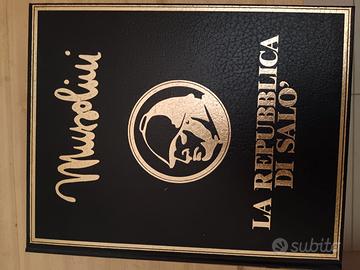 Mussolini
LA REPUBBLICA
DI SALO'
subito